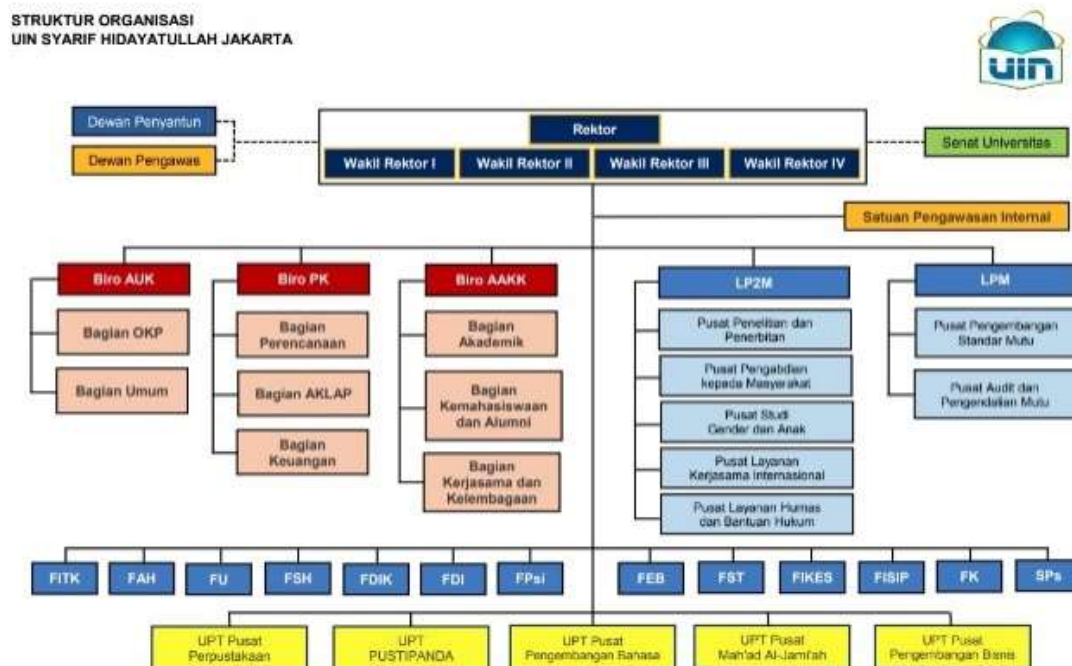 STRUKTUR ORGANISASI
UIN SYARIF HIDAYATULLAH JAKARTA
uin
Dewan Penyantun
Dewan Pengawas
Rektor
Wakil Rektor I
Wakil Rektor II
Wakil Rektor III
Wakil Rektor IV
Senat Universitas
Satuan Pengawasan Internal
Biro AUK
Biro PK
Biro AAKK
LP2M
LPM
Bagian OKP
Bagian Umum
Bagian
Perencanaan
Bagian AKLAP
Bagian
Keuangan
Bagian
Akademik
Bagian
Kemahasiswaan
dan Alumni
Bagian
Kerjasama dan
Kelembagaan
Pusat Penelitian dan
Penerbitan
Pusat Pengabdian
kepada Masyarakat
Pusat Studi
Gender dan Anak
Pusat Layanan
Kerjasama Internasional
Pusat Layanan Humas
dan Bantuan Hukum
Pusat Pengembangan
Standar Mutu
Pusat Audit dan
Pengendalian Mutu
FITK
FAH
FU
FSH
FDIK
FDI
FPsi
FEB
FST
FIKES
FISIP
FK
SPs
UPT Pusat
Perpustakaan
UPT
PUSTIPANDA
UPT Pusat
Pengembangan Bahasa
UPT Pusat
Mah'ad Al-Jami'ah
UPT Pusat
Pengembangan Bisnis